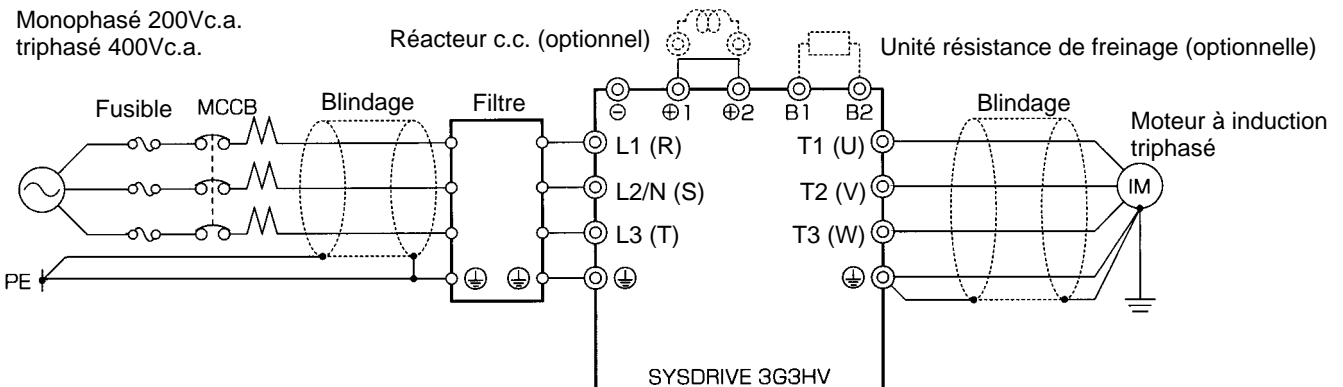 Monophasé 200Vc.a.
triphasé 400Vc.a.
Réacteur c.c. (optionnel)
Unité résistance de freinage (optionnelle)
Fusible
MCCB
Blindage
Filtre
⊖ ⊕1 ⊕2 B1 B2
Blindage
Moteur à induction
triphasé
L1 (R)
T1 (U)
L2/N (S)
T2 (V)
IM
L3 (T)
T3 (W)
PE
SYSDRIVE 3G3HV